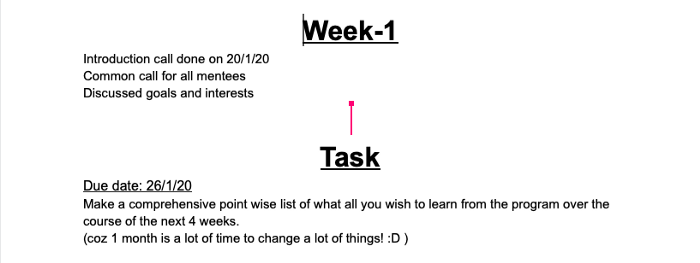 Week-1
Introduction call done on 20/1/20
Common call for all mentees
Discussed goals and interests
Task
Due date: 26/1/20
Make a comprehensive point wise list of what all you wish to learn from the program over the
course of the next 4 weeks.
(coz 1 month is a lot of time to change a lot of things! :D )